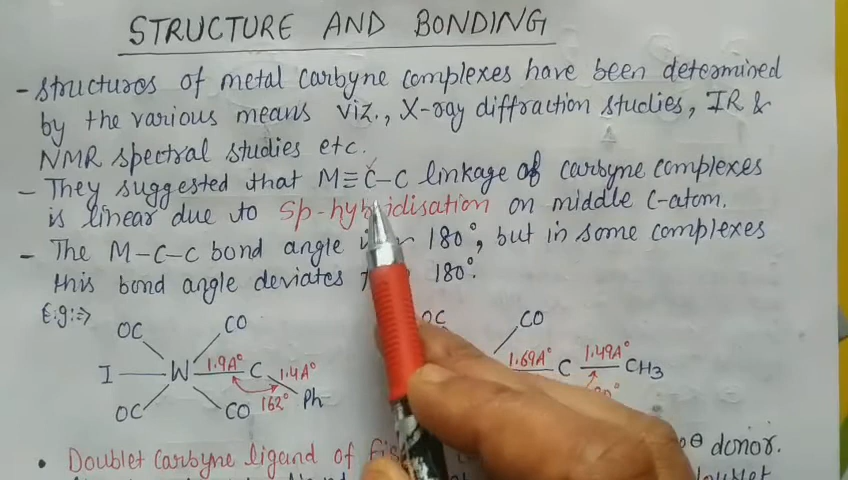 STRUCTURE AND BONDING
- Structures of metal carbyne complexes have been determined
by the various means viz., X-ray diffraction studies, IR &
NMR spectral studies etc.
- They suggested that M≡C-C linkage of carbyne complexes
is linear due to Sp-hybridisation on middle C-atom.
- The M-C-C bond angle 180°, but in some complexes
this bond angle deviates 180°.
E.g:⇒
OC CO OC CO
I W 1.9A° C 1.4A° 1.69A° C 1.49A° CH3
OC CO 162° Ph
• Doublet Carbyne ligand of donor.